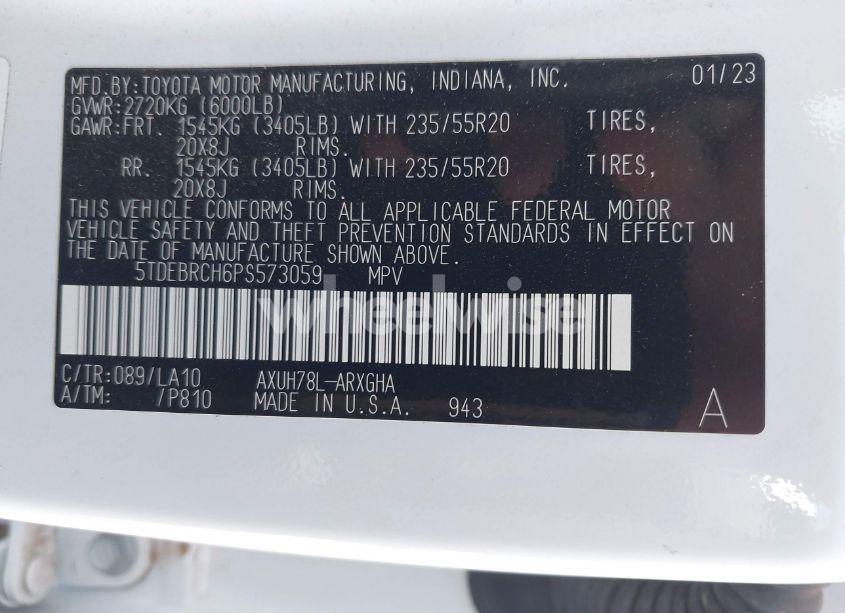 MFD.BY:TOYOTA MOTOR MANUFACTURING, INDIANA, INC. 01/23
GVWR:2720KG (6000LB)
GAWR:FRT. 1545KG (3405LB) WITH 235/55R20 TIRES,
20X8J RIMS.
RR. 1545KG (3405LB) WITH 235/55R20 TIRES,
20X8J RIMS.
THIS VEHICLE CONFORMS TO ALL APPLICABLE FEDERAL MOTOR
VEHICLE SAFETY AND THEFT PREVENTION STANDARDS IN EFFECT ON
THE DATE OF MANUFACTURE SHOWN ABOVE.
5TDEBRCH6PS573059 MPV
wheelwise
C/TR:089/LA10 AXUH78L-ARXGHA
A/TM: /P810 MADE IN U.S.A. 943 A